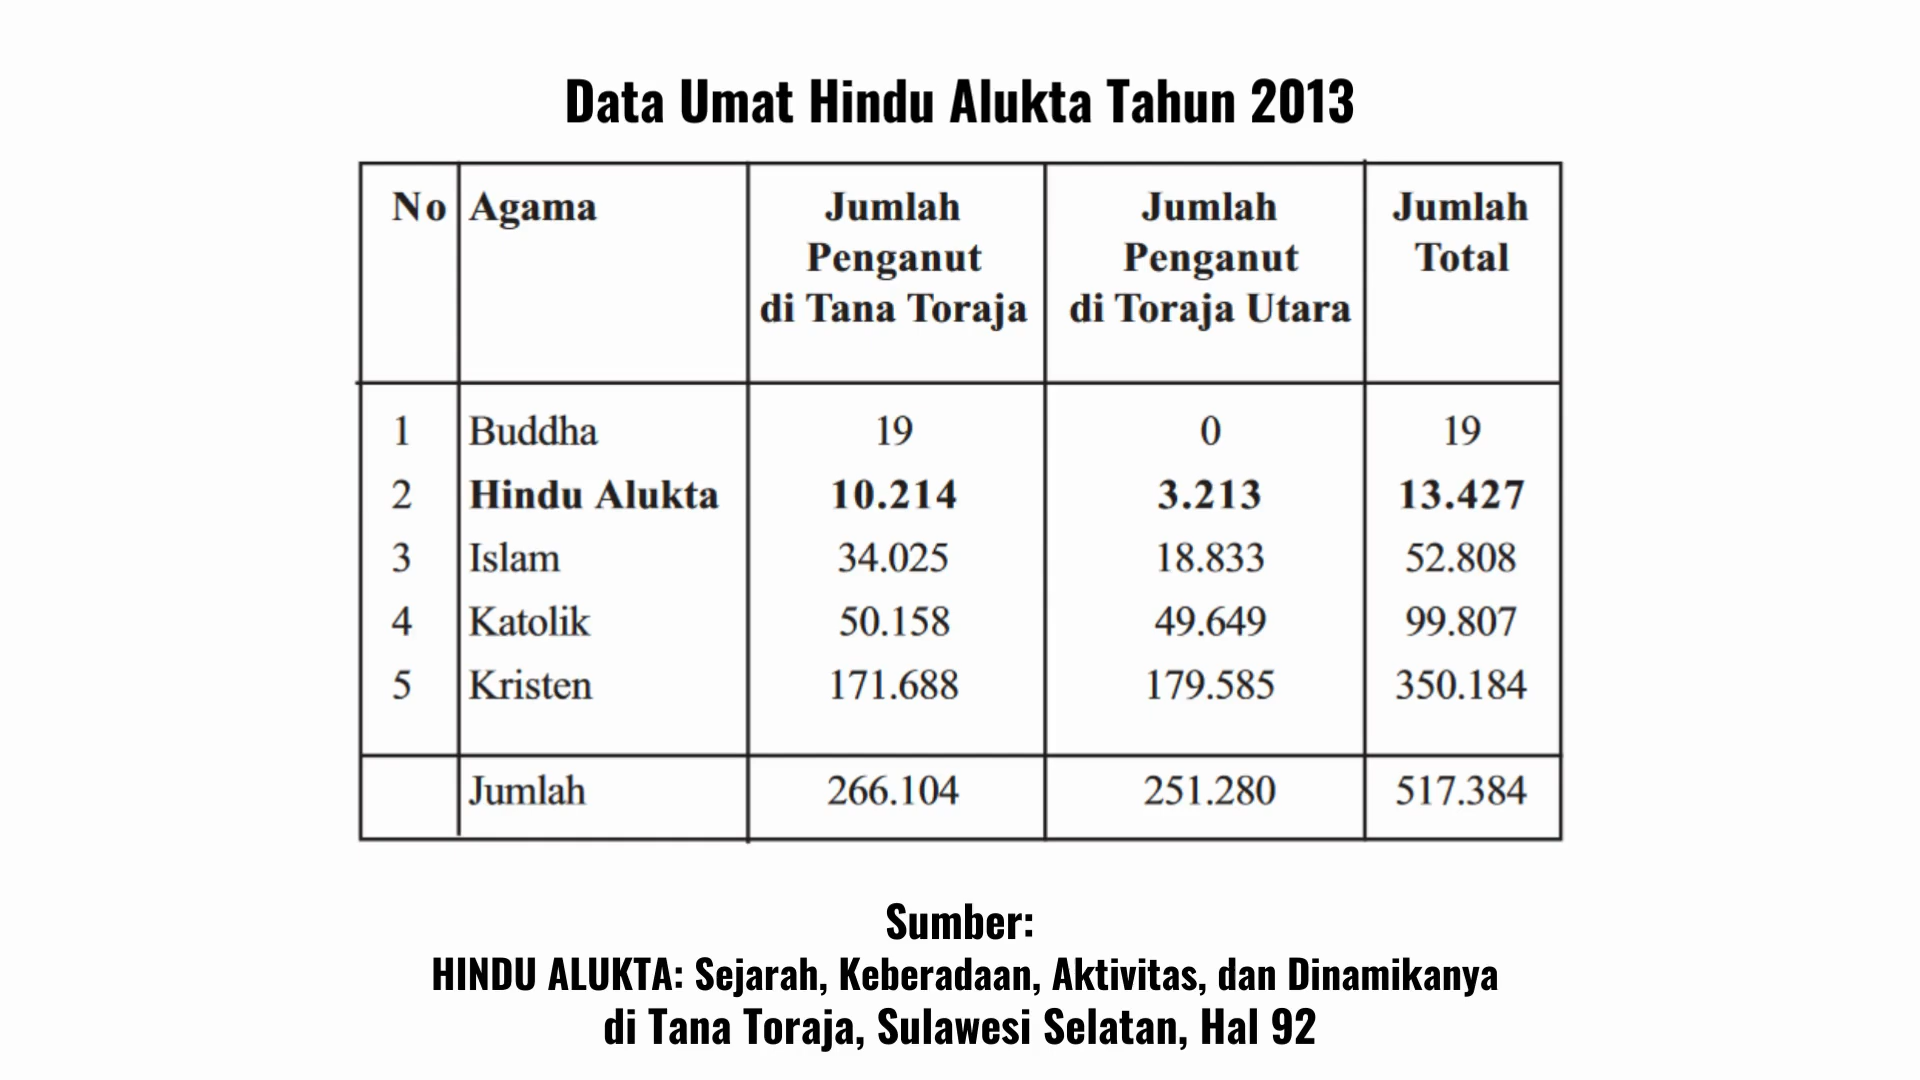 Data Umat Hindu Alukta Tahun 2013
No Agama Jumlah Penganut di Tana Toraja Jumlah Penganut di Toraja Utara Jumlah Total
1 Buddha 19 0 19
2 Hindu Alukta 10.214 3.213 13.427
3 Islam 34.025 18.833 52.808
4 Katolik 50.158 49.649 99.807
5 Kristen 171.688 179.585 350.184
Jumlah 266.104 251.280 517.384
Sumber:
HINDU ALUKTA: Sejarah, Keberadaan, Aktivitas, dan Dinamikanya
di Tana Toraja, Sulawesi Selatan, Hal 92